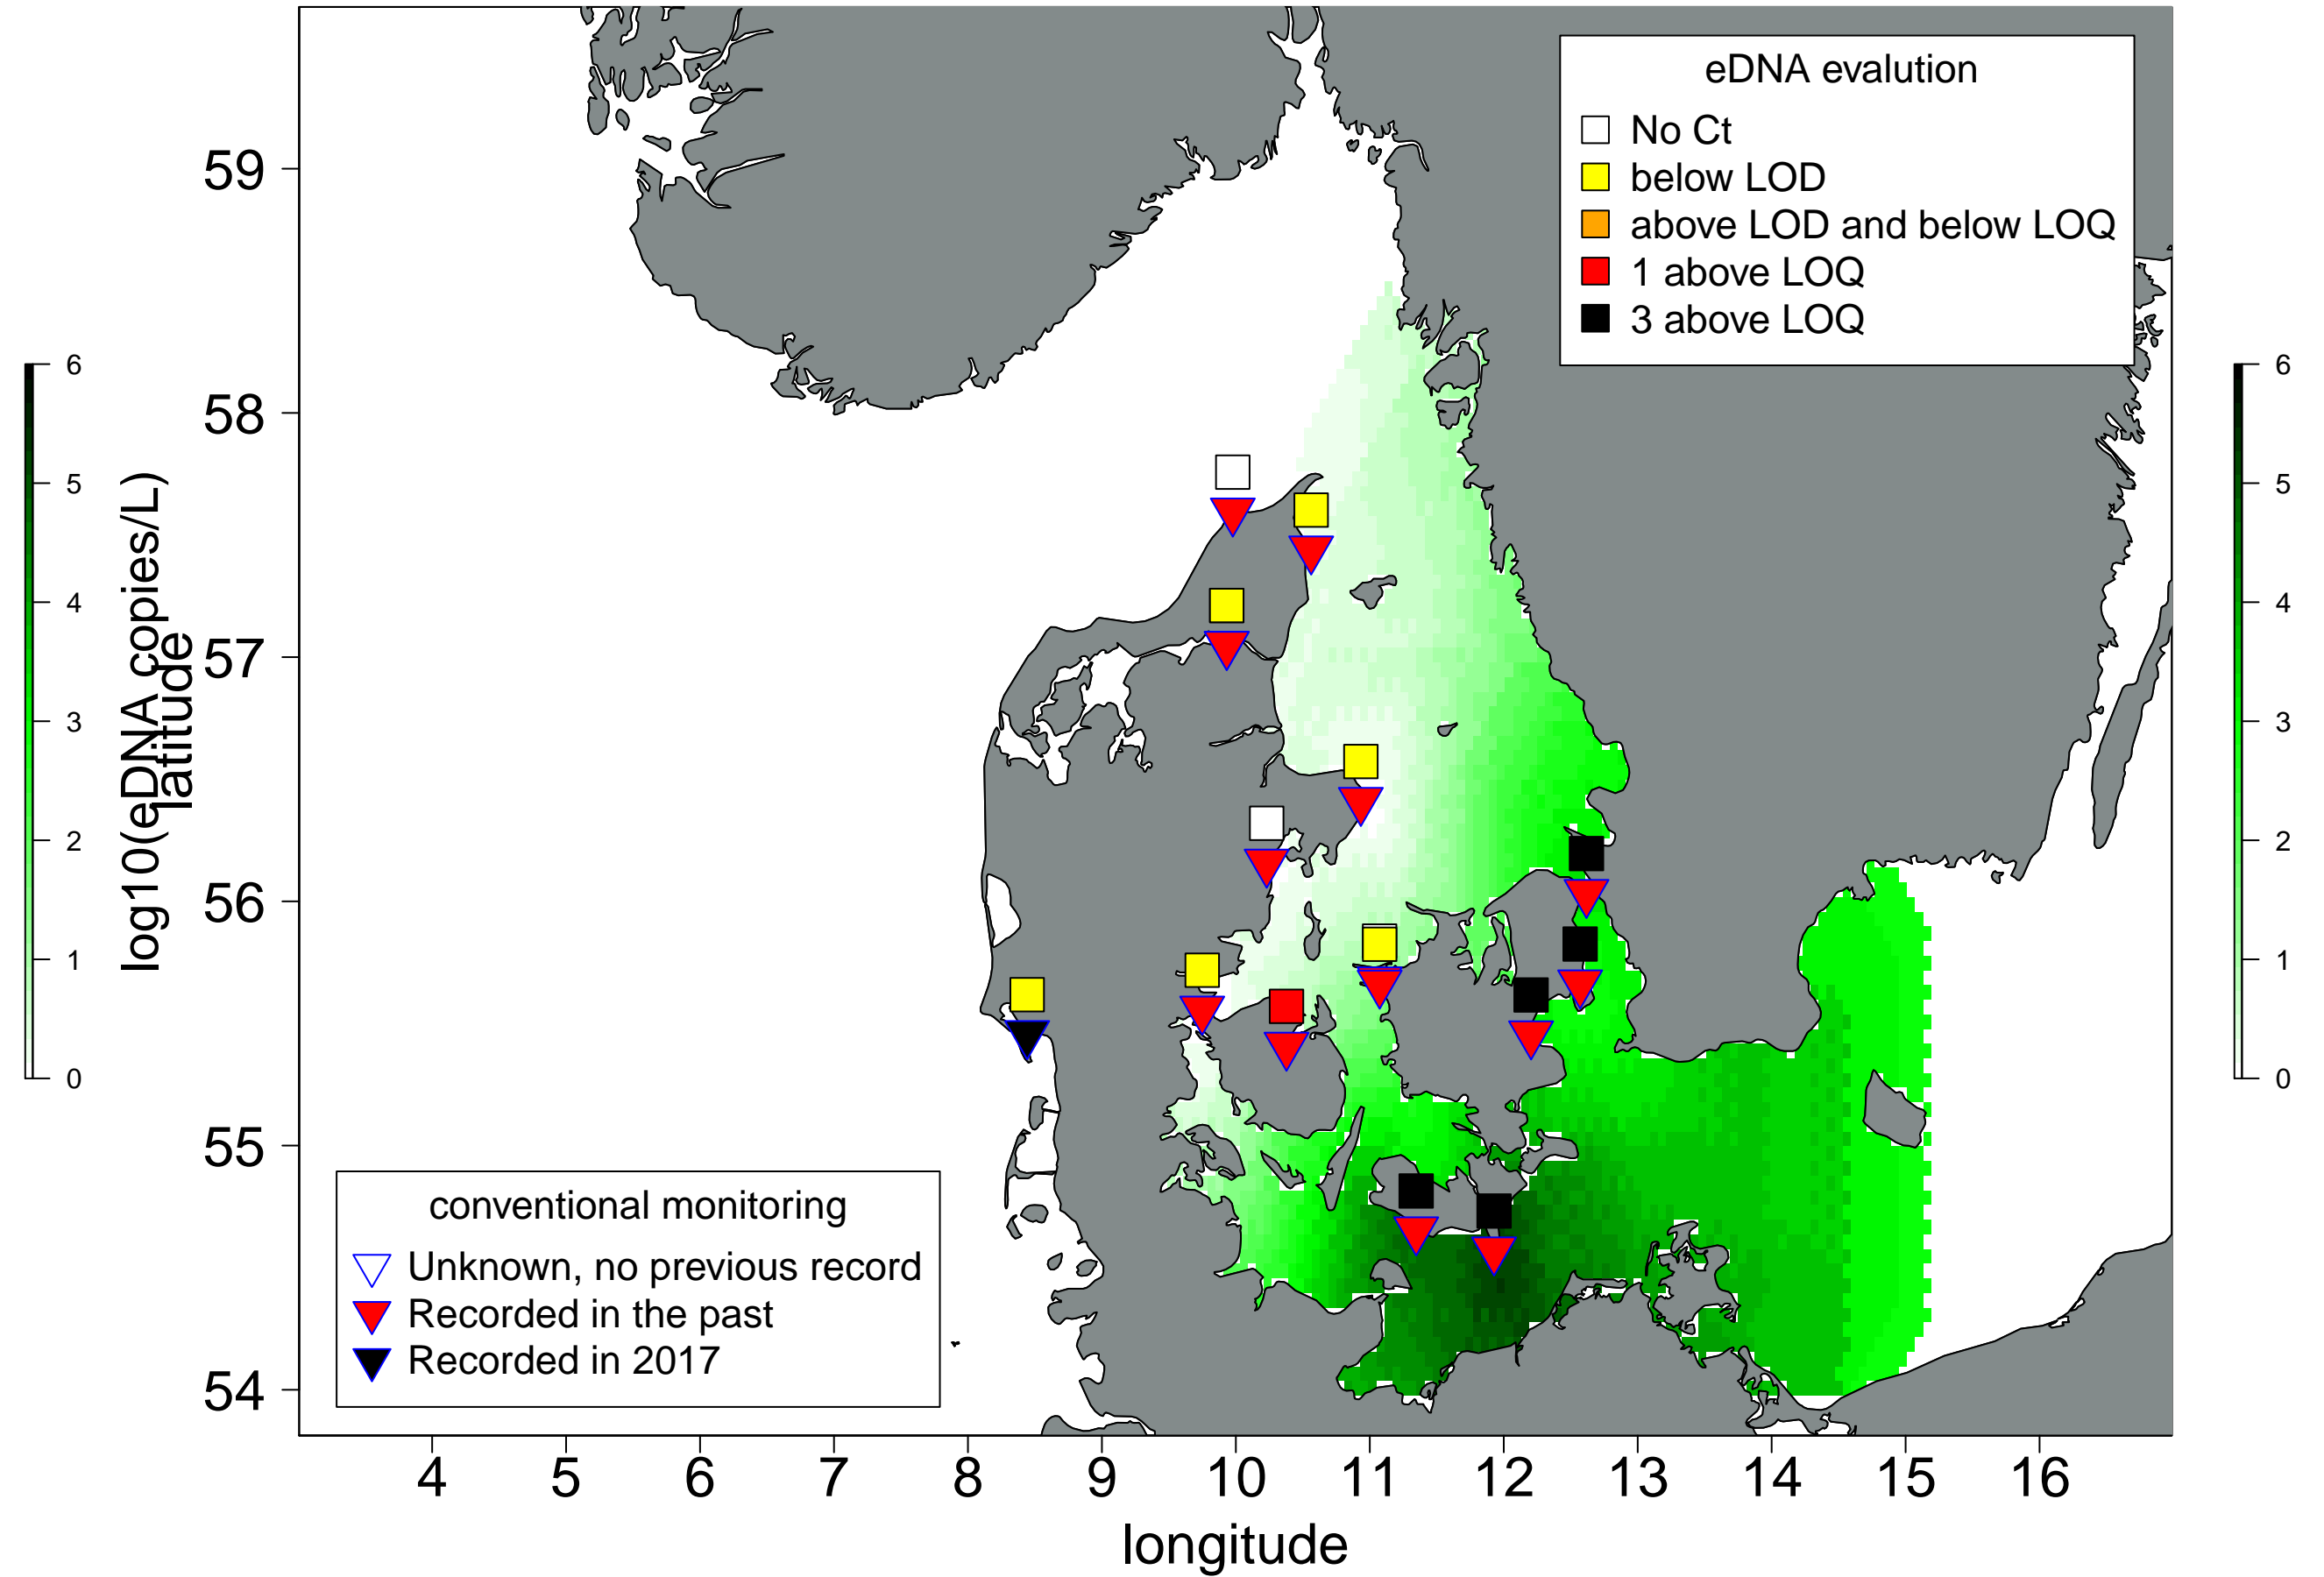 eDNA evalution
No Ct
below LOD
above LOD and below LOQ
1 above LOQ
3 above LOQ
59
58
57
56
55
54
latitude
log10(eDNA copies/L)
6
5
4
3
2
1
0
6
5
4
3
2
1
0
conventional monitoring
Unknown, no previous record
Recorded in the past
Recorded in 2017
4 5 6 7 8 9 10 11 12 13 14 15 16
longitude